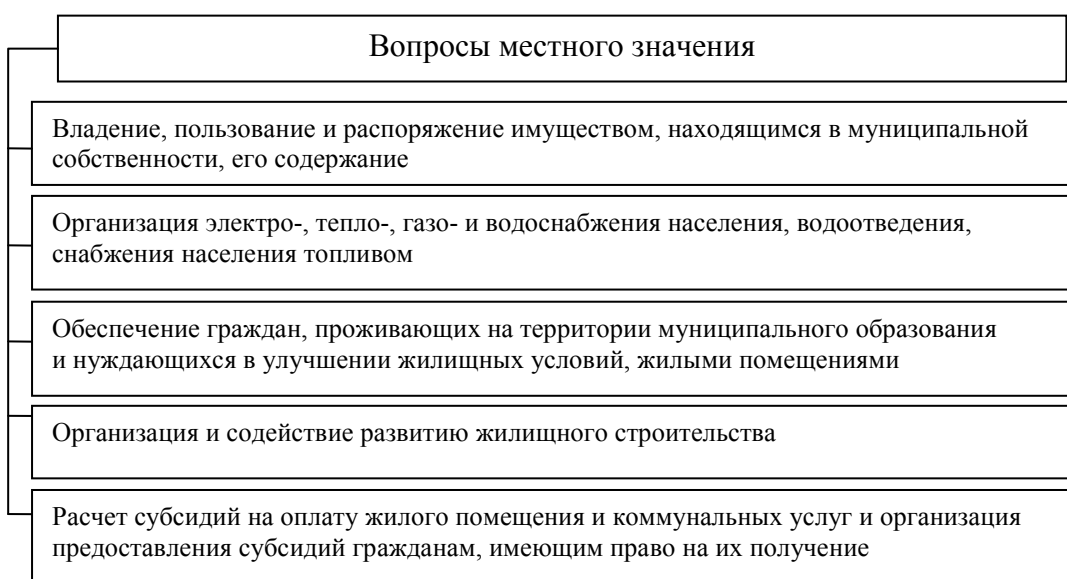 Вопросы местного значения
Владение, пользование и распоряжение имуществом, находящимся в муниципальной
собственности, его содержание
Организация электро-, тепло-, газо- и водоснабжения населения, водоотведения,
снабжения населения топливом
Обеспечение граждан, проживающих на территории муниципального образования
и нуждающихся в улучшении жилищных условий, жилыми помещениями
Организация и содействие развитию жилищного строительства
Расчет субсидий на оплату жилого помещения и коммунальных услуг и организация
предоставления субсидий гражданам, имеющим право на их получение